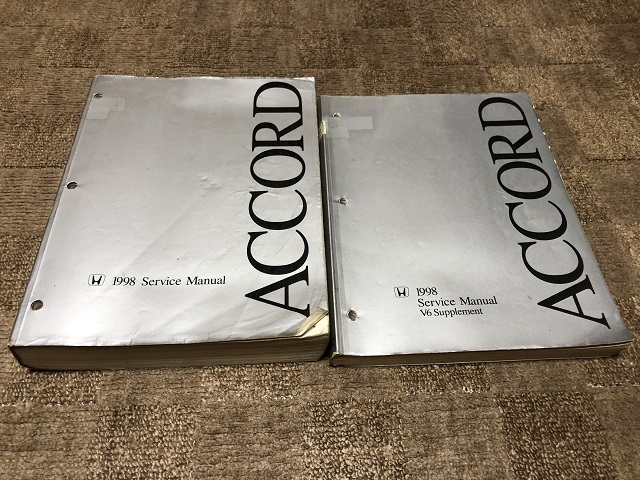 ACCORD
1998 Service Manual
ACCORD
1998
Service Manual
V6 Supplement